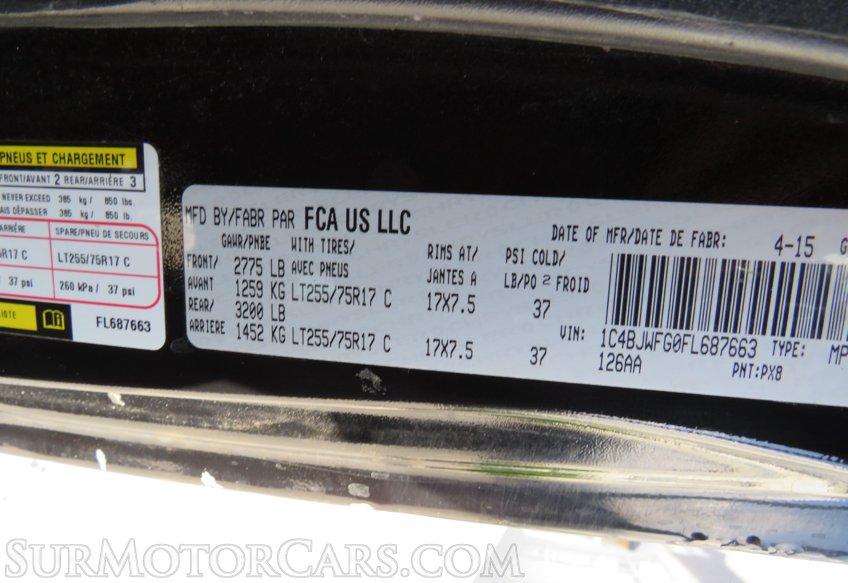 PNEUS ET CHARGEMENT
FRONT/AVANT 2 REAR/ARRIÈRE 3
NEVER EXCEED 385 kg / 850 lbs.
AIS DÉPASSER 385 kg / 850 lb.
ARRIÈRE SPARE/PNEU DE SECOURS
5R17 C LT255/75R17 C
37 psi 260 kPa / 37 psi
FL687663
MFD BY/FABR PAR FCA US LLC
DATE OF MFR/DATE DE FABR: 4-15 G
GAWR/PNBE WITH TIRES/ RIMS AT/ PSI COLD/
FRONT/ 2775 LB AVEC PNEUS JANTES A LB/PO 2 FROID
AVANT 1259 KG LT255/75R17 C 17X7.5 37
REAR/ 3200 LB
ARRIERE 1452 KG LT255/75R17 C 17X7.5 37
VIN: 1C4BJWFG0FL687663 TYPE: MP
126AA PNT:PX8
SURMOTORCARS.COM